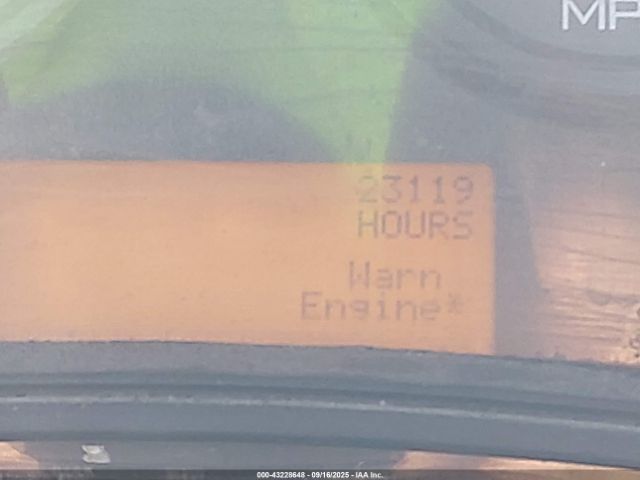 MP
23119
HOURS
Warn
Engine*
000-43228648 - 09/16/2025 - IAA Inc.